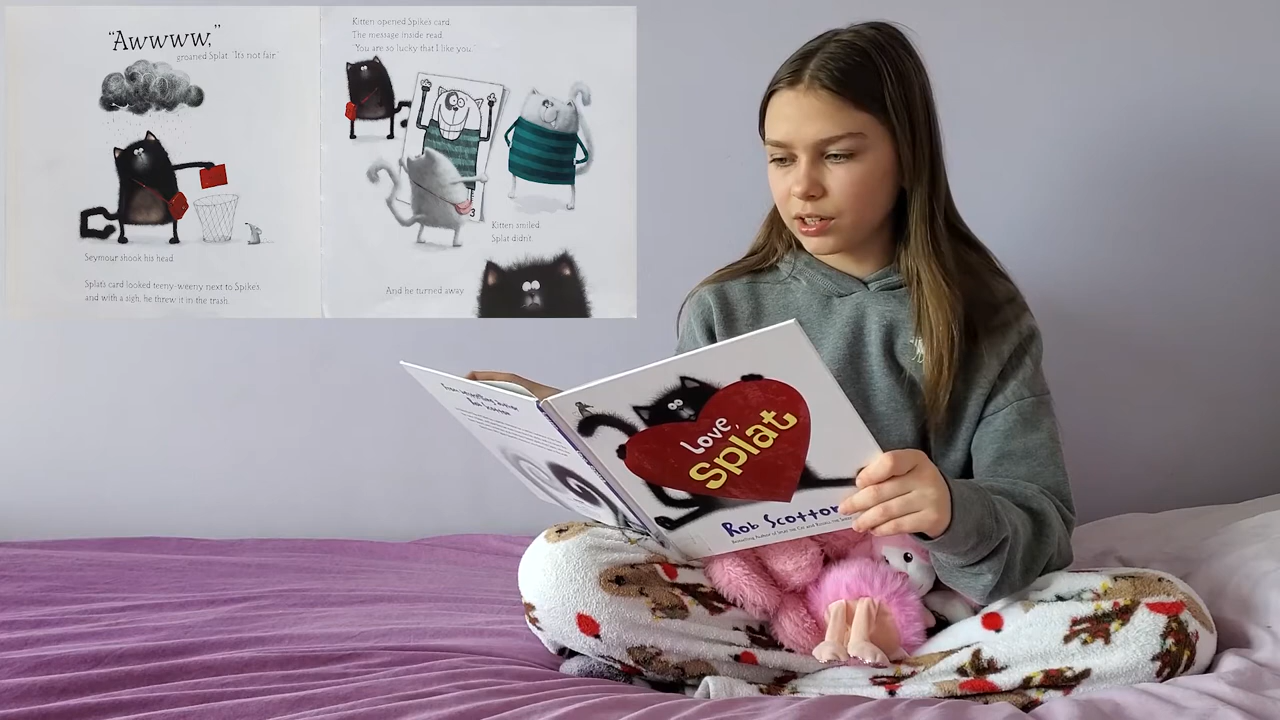 "Awwww,"
groaned Splat. "It's not fair."
Seymour shook his head.
Splat's card looked teeny-weeny next to Spike's
and with a sigh, he threw it in the trash.
Kitten opened Spike's card.
The message inside read
"You are so lucky that I like you."
3
Kitten smiled.
Splat didn't.
And he turned away.
Love,
Splat
Rob Scotton